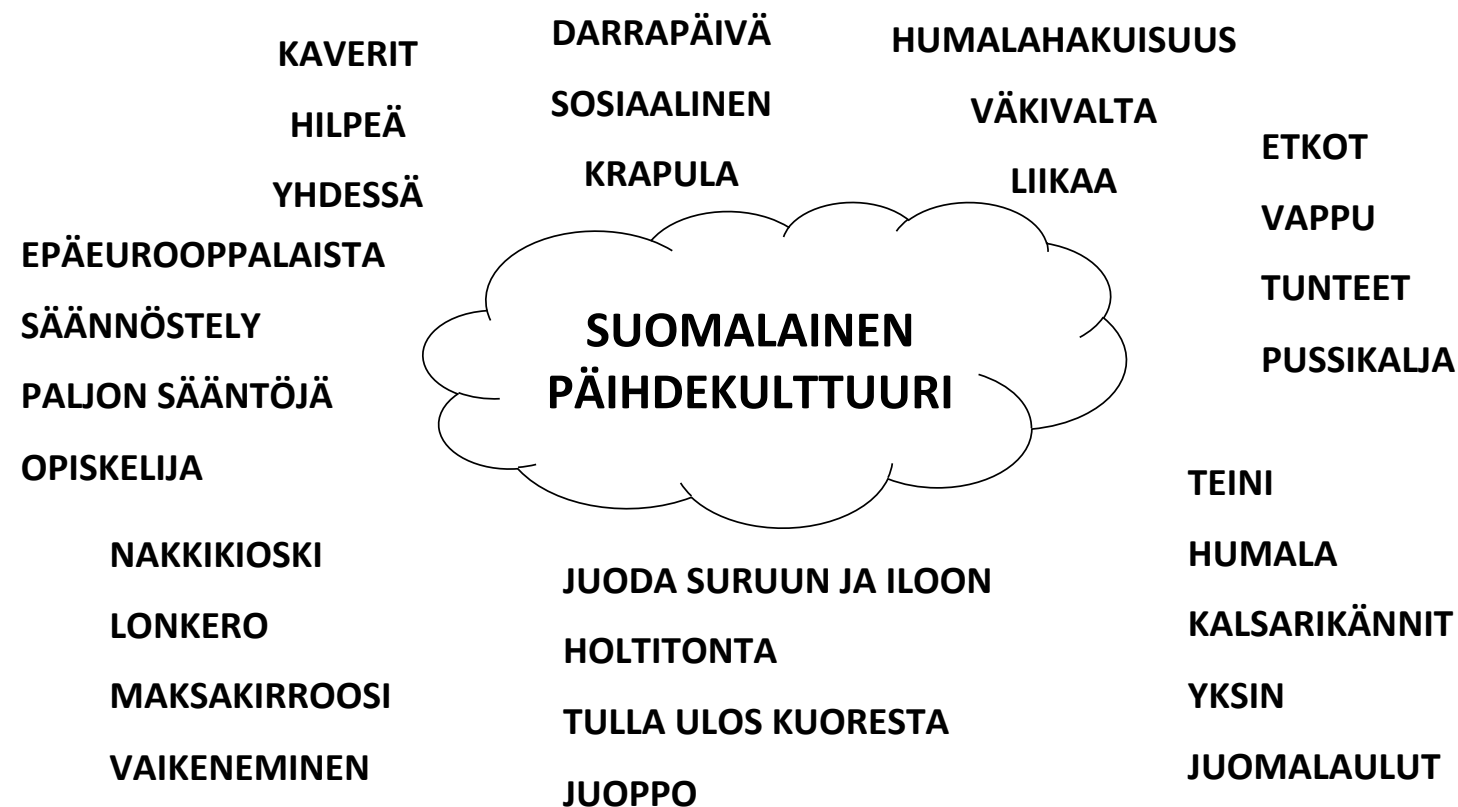 KAVERIT
HILPEÄ
YHDESSÄ
DARRAPÄIVÄ
SOSIAALINEN
KRAPULA
HUMALAHAKUISUUS
VÄKIVALTA
LIIKAA
ETKOT
VAPPU
TUNTEET
PUSSIKALJA
EPÄEUROOPPALAISTA
SÄÄNNÖSTELY
PALJON SÄÄNTÖJÄ
OPISKELIJA
SUOMALAINEN
PÄIHDEKULTTUURI
NAKKIKIOSKI
LONKERO
MAKSAKIRROOSI
VAIKENEMINEN
JUODA SURUUN JA ILOON
HOLTITONTA
TULLA ULOS KUORESTA
JUOPPO
TEINI
HUMALA
KALSARIKÄNNIT
YKSIN
JUOMALAULUT